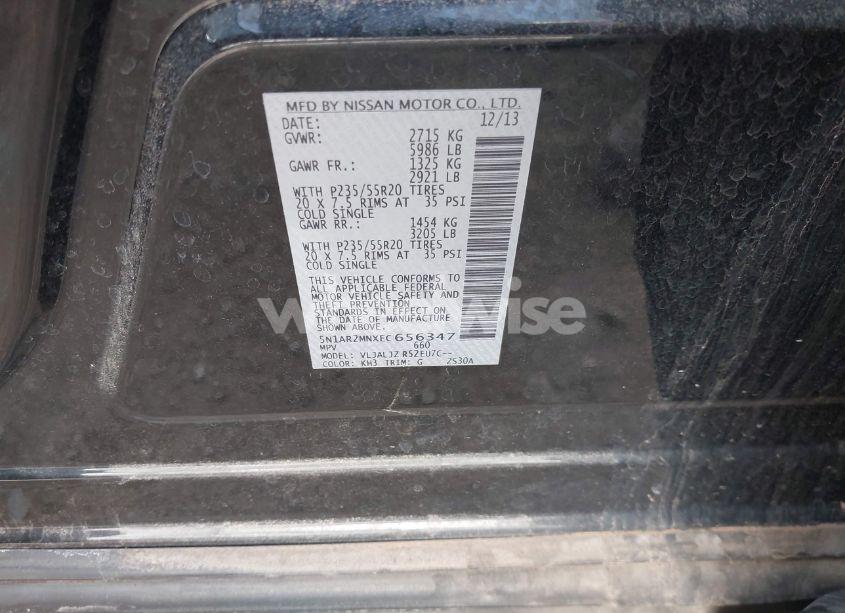 MFD BY NISSAN MOTOR CO., LTD.
DATE: 12/13
GVWR: 2715 KG
5986 LB
GAWR FR.: 1325 KG
2921 LB
WITH P235/55R20 TIRES
20 X 7.5 RIMS AT 35 PSI
COLD SINGLE
GAWR RR.: 1454 KG
3205 LB
WITH P235/55R20 TIRES
20 X 7.5 RIMS AT 35 PSI
COLD SINGLE
THIS VEHICLE CONFORMS TO
ALL APPLICABLE FEDERAL
MOTOR VEHICLE SAFETY AND
THEFT PREVENTION
STANDARDS IN EFFECT ON
THE DATE OF MANUFACTURE
SHOWN ABOVE.
5N1AR2MNXEC656347
MPV 660
MODEL: VLJALJZ R52EU7C--
COLOR: KH3 TRIM: G 2S30A